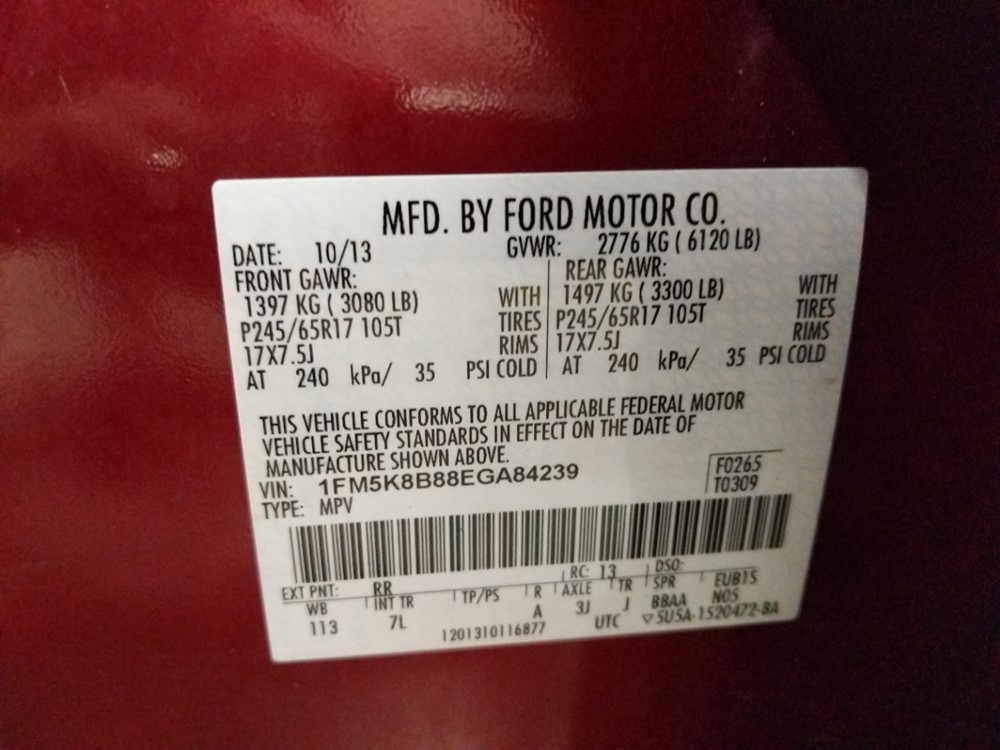 MFD. BY FORD MOTOR CO.
DATE: 10/13 GVWR: 2776 KG ( 6120 LB)
FRONT GAWR: REAR GAWR:
1397 KG ( 3080 LB) WITH 1497 KG ( 3300 LB) WITH
P245/65R17 105T TIRES P245/65R17 105T TIRES
17X7.5J RIMS 17X7.5J RIMS
AT 240 kPa/ 35 PSI COLD AT 240 kPa/ 35 PSI COLD
THIS VEHICLE CONFORMS TO ALL APPLICABLE FEDERAL MOTOR
VEHICLE SAFETY STANDARDS IN EFFECT ON THE DATE OF
MANUFACTURE SHOWN ABOVE.
VIN: 1FM5K8B88EGA84239 F0265
TYPE: MPV T0309
EXT PNT: RR RC: 13 DSO:
WB INT TR TP/PS R AXLE TR SPR EUB1S
113 7L A 3J J BBAA N0S
1201310116877 UTC ▽5U5A-1520472-BA